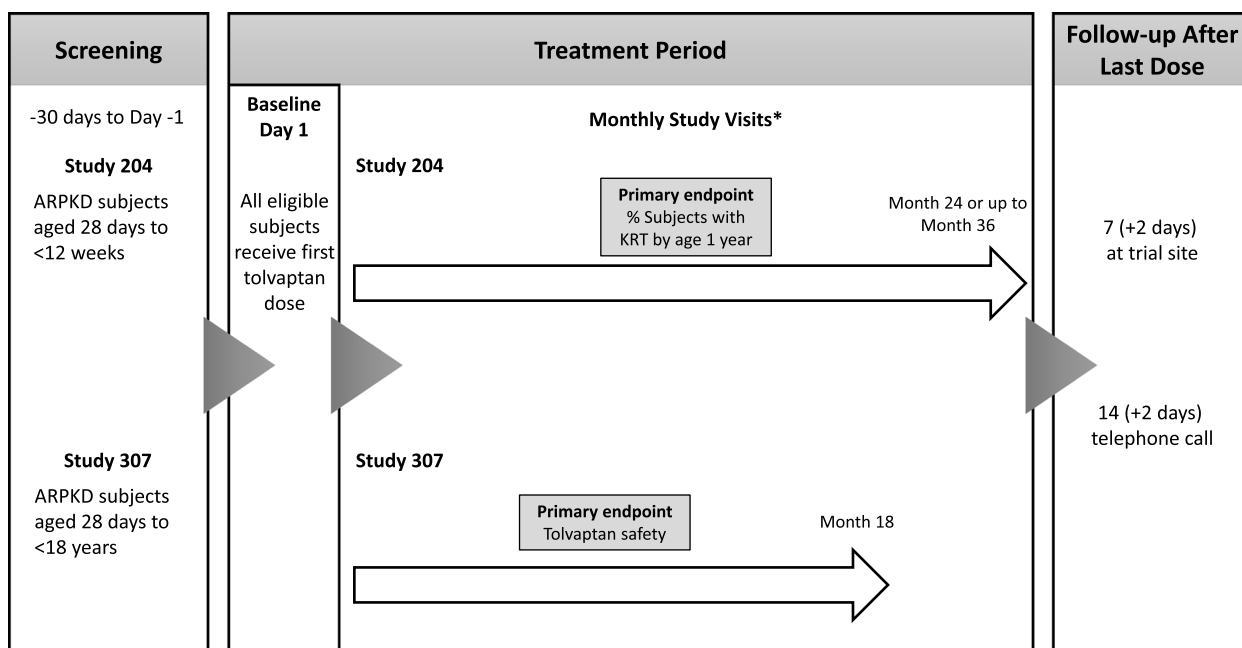 Screening
Treatment Period
Follow-up After
Last Dose
-30 days to Day -1
Study 204
ARPKD subjects
aged 28 days to
<12 weeks
Study 307
ARPKD subjects
aged 28 days to
<18 years
Baseline
Day 1
All eligible
subjects
receive first
tolvaptan
dose
Monthly Study Visits*
Study 204
Primary endpoint
% Subjects with
KRT by age 1 year
Month 24 or up to
Month 36
Study 307
Primary endpoint
Tolvaptan safety
Month 18
7 (+2 days)
at trial site
14 (+2 days)
telephone call